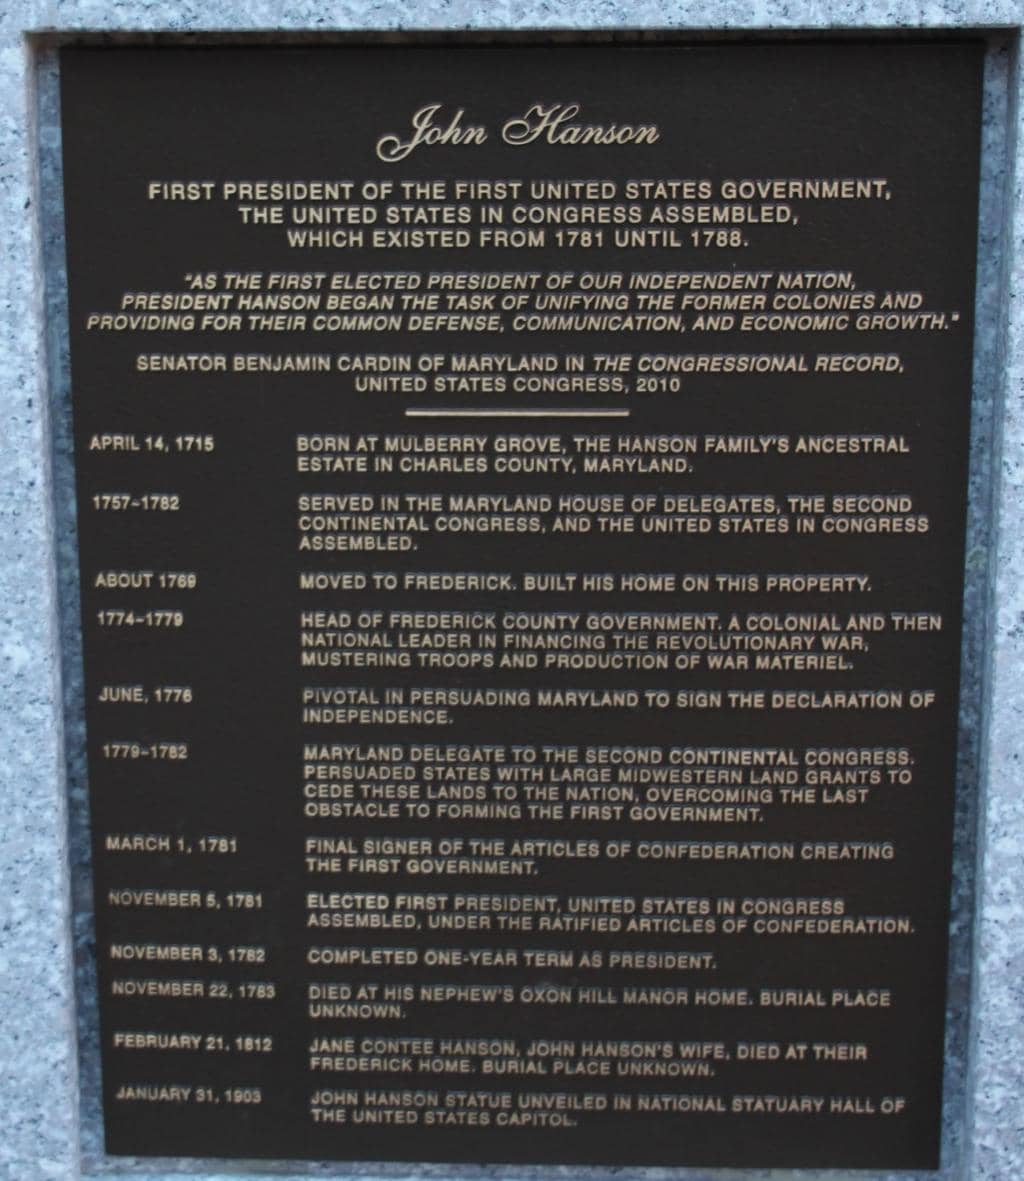 John Hanson
FIRST PRESIDENT OF THE FIRST UNITED STATES GOVERNMENT,
THE UNITED STATES IN CONGRESS ASSEMBLED,
WHICH EXISTED FROM 1781 UNTIL 1788.
"AS THE FIRST ELECTED PRESIDENT OF OUR INDEPENDENT NATION,
PRESIDENT HANSON BEGAN THE TASK OF UNIFYING THE FORMER COLONIES AND
PROVIDING FOR THEIR COMMON DEFENSE, COMMUNICATION, AND ECONOMIC GROWTH."
SENATOR BENJAMIN CARDIN OF MARYLAND IN THE CONGRESSIONAL RECORD,
UNITED STATES CONGRESS, 2010
APRIL 14, 1715 BORN AT MULBERRY GROVE, THE HANSON FAMILY'S ANCESTRAL
ESTATE IN CHARLES COUNTY, MARYLAND.
1757-1782 SERVED IN THE MARYLAND HOUSE OF DELEGATES, THE SECOND
CONTINENTAL CONGRESS, AND THE UNITED STATES IN CONGRESS
ASSEMBLED.
ABOUT 1769 MOVED TO FREDERICK. BUILT HIS HOME ON THIS PROPERTY.
1774-1779 HEAD OF FREDERICK COUNTY GOVERNMENT. A COLONIAL AND THEN
NATIONAL LEADER IN FINANCING THE REVOLUTIONARY WAR,
MUSTERING TROOPS AND PRODUCTION OF WAR MATERIEL.
JUNE, 1776 PIVOTAL IN PERSUADING MARYLAND TO SIGN THE DECLARATION OF
INDEPENDENCE.
1779-1782 MARYLAND DELEGATE TO THE SECOND CONTINENTAL CONGRESS.
PERSUADED STATES WITH LARGE MIDWESTERN LAND GRANTS TO
CEDE THESE LANDS TO THE NATION, OVERCOMING THE LAST
OBSTACLE TO FORMING THE FIRST GOVERNMENT.
MARCH 1, 1781 FINAL SIGNER OF THE ARTICLES OF CONFEDERATION CREATING
THE FIRST GOVERNMENT.
NOVEMBER 5, 1781 ELECTED FIRST PRESIDENT, UNITED STATES IN CONGRESS
ASSEMBLED, UNDER THE RATIFIED ARTICLES OF CONFEDERATION.
NOVEMBER 3, 1782 COMPLETED ONE-YEAR TERM AS PRESIDENT.
NOVEMBER 22, 1783 DIED AT HIS NEPHEW'S OXON HILL MANOR HOME. BURIAL PLACE
UNKNOWN.
FEBRUARY 21, 1812 JANE CONTEE HANSON, JOHN HANSON'S WIFE, DIED AT THEIR
FREDERICK HOME. BURIAL PLACE UNKNOWN.
JANUARY 31, 1903 JOHN HANSON STATUE UNVEILED IN NATIONAL STATUARY HALL OF
THE UNITED STATES CAPITOL.